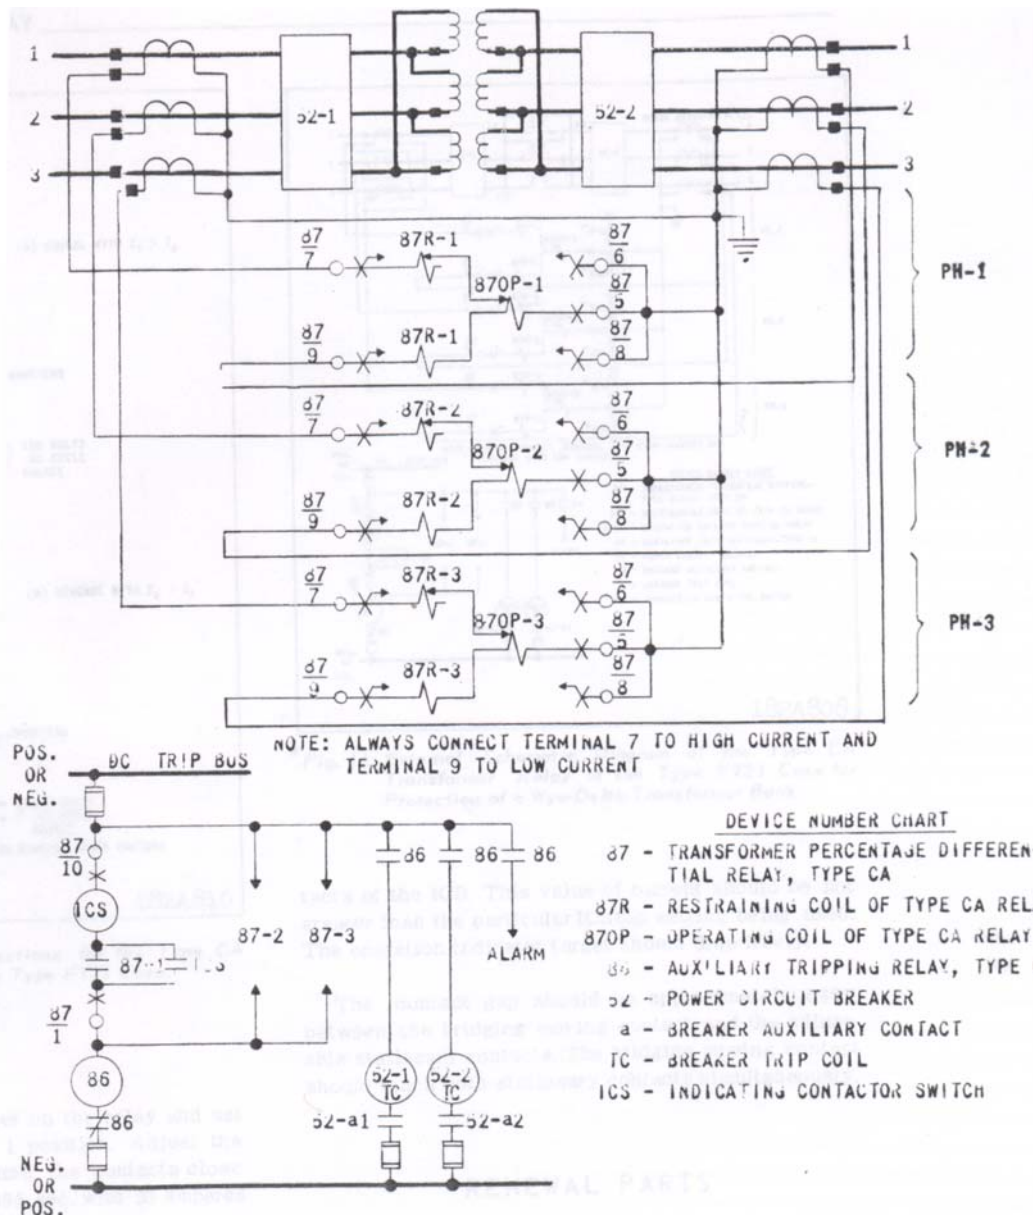 1
2
3
52-1
52-2
1
2
3
87
7
87R-1
87
6
870P-1
87
5
87
9
87R-1
87
8
PH-1
87
7
87R-2
87
6
870P-2
87
5
87
9
87R-2
87
8
PH-2
87
7
87R-3
87
6
870P-3
87
5
87
9
87R-3
87
8
PH-3
NOTE: ALWAYS CONNECT TERMINAL 7 TO HIGH CURRENT AND
TERMINAL 9 TO LOW CURRENT
POS.
OR
NEG.
DC TRIP BUS
87
10
ICS
87-1
ICS
87
1
86
86
87-2
87-3
86
86
86
ALARM
52-1
TC
52-2
TC
52-a1
52-a2
NEG.
OR
POS.
DEVICE NUMBER CHART
87 - TRANSFORMER PERCENTAGE DIFFEREN
TIAL RELAY, TYPE CA
87R - RESTRAINING COIL OF TYPE CA REL
870P - OPERATING COIL OF TYPE CA RELAY
86 - AUXILIARY TRIPPING RELAY, TYPE
52 - POWER CIRCUIT BREAKER
a - BREAKER AUXILIARY CONTACT
TC - BREAKER TRIP COIL
ICS - INDICATING CONTACTOR SWITCH
RENEWAL PARTS